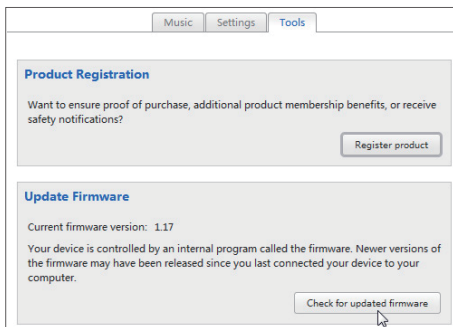 Music Settings Tools
Product Registration
Want to ensure proof of purchase, additional product membership benefits, or receive
safety notifications?
Register product
Update Firmware
Current firmware version: 1.17
Your device is controlled by an internal program called the firmware. Newer versions of
the firmware may have been released since you last connected your device to your
computer.
Check for updated firmware